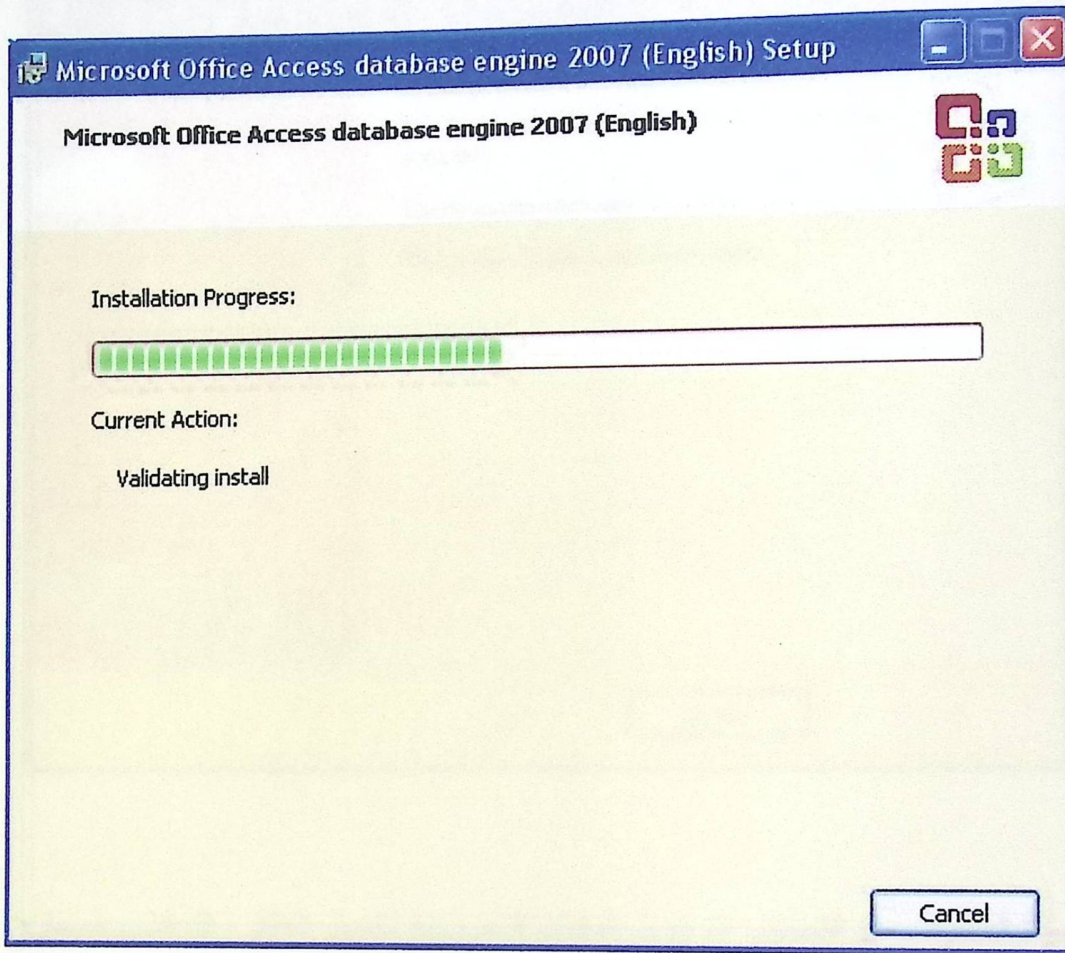 Microsoft Office Access database engine 2007 (English) Setup
Microsoft Office Access database engine 2007 (English)
Installation Progress:
Current Action:
Validating install
Cancel